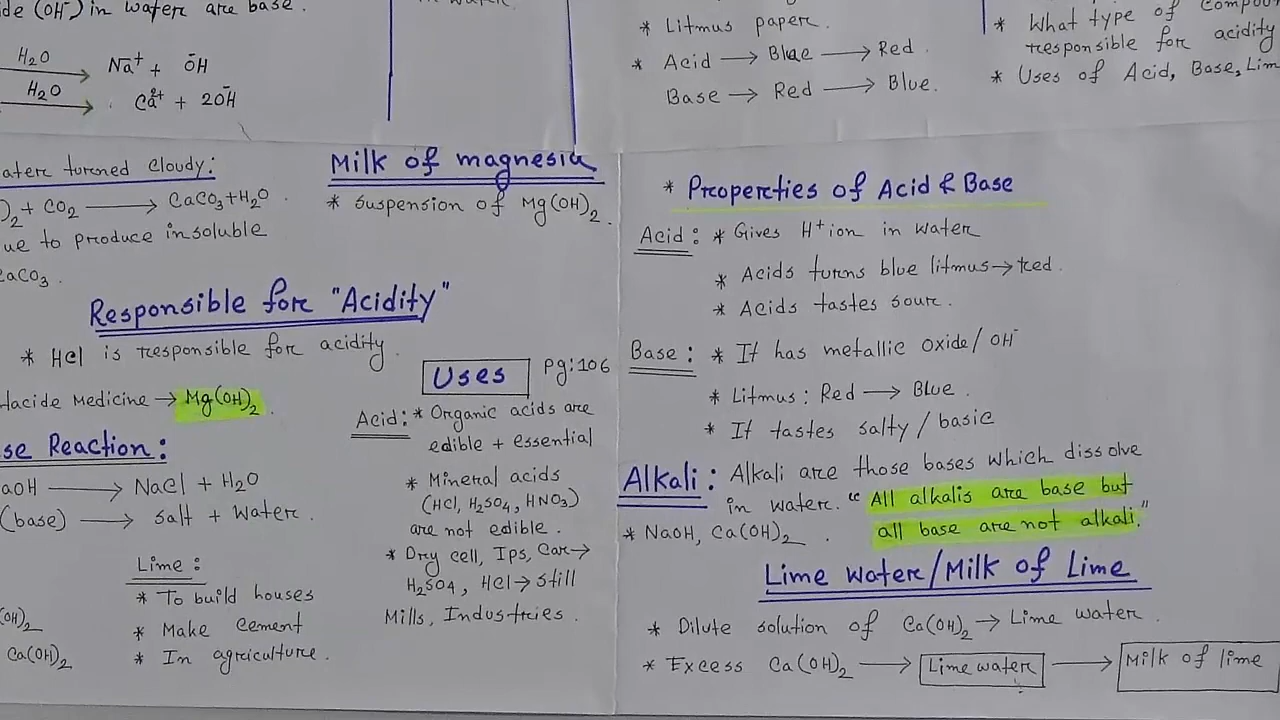 ide (OH⁻) in water are base.
H₂O
Na⁺ + OH⁻
H₂O
Ca²⁺ + 2OH⁻
in water.
* Litmus paper.
* Acid → Blue → Red.
Base → Red → Blue.
* What type of
responsible for acidity
* Uses of Acid, Base, Lim
ater turned cloudy:
)₂ + CO₂ → CaCO₃ + H₂O.
ue to produce insoluble
CaCO₃.
Milk of magnesia
* Suspension of Mg(OH)₂.
Responsible for "Acidity"
* HCl is responsible for acidity.
tacide Medicine → Mg(OH)₂.
se Reaction:
aOH → NaCl + H₂O
(base) → salt + water.
Lime:
* To build houses
* Make cement
* In agriculture.
(OH)₂
Ca(OH)₂
Uses pg:106
Acid: * Organic acids are
edible + essential
* Mineral acids
(HCl, H₂SO₄, HNO₃)
are not edible.
* Dry cell, Ips, Car →
H₂SO₄, HCl → still
Mills, Industries.
* Properties of Acid & Base
Acid: * Gives H⁺ ion in water
* Acids turns blue litmus → red.
* Acids tastes sour.
Base: * It has metallic oxide/OH⁻
* Litmus: Red → Blue.
* It tastes salty/basic
Alkali: Alkali are those bases which dissolve
in water. "All alkalis are base but
all base are not alkali."
* NaOH, Ca(OH)₂.
Lime water/Milk of Lime
* Dilute solution of Ca(OH)₂ → Lime water.
* Excess Ca(OH)₂ → Lime water → Milk of lime